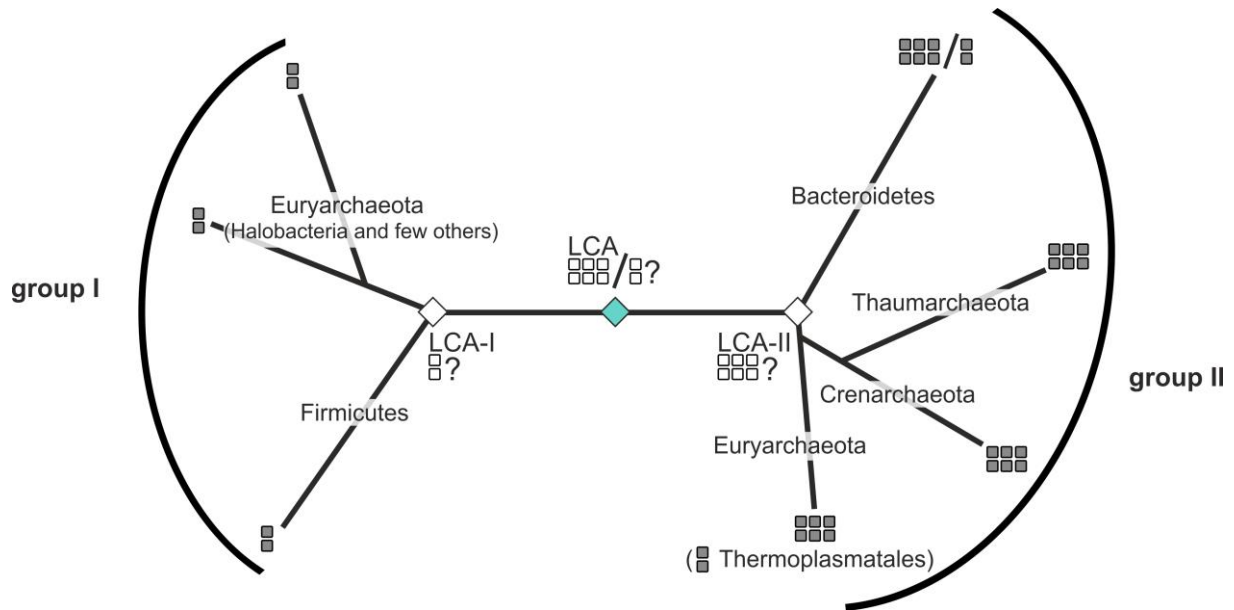 Bacteroidetes
Euryarchaeota
(Halobacteria and few others)
LCA
/ ?
group I
Thaumarchaeota
LCA-I
?
LCA-II
?
group II
Crenarchaeota
Firmicutes
Euryarchaeota
( Thermoplasmatales)